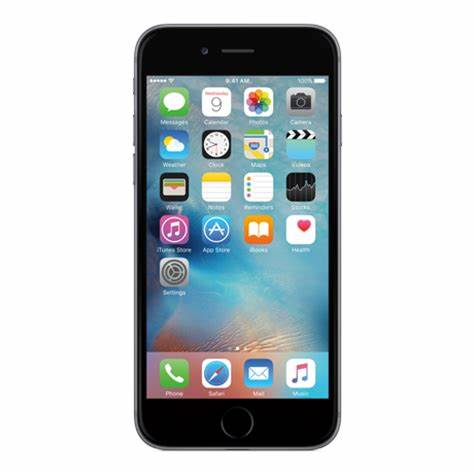 9:41 AM 100%
Wednesday
9
Messages Calendar Photos Camera
Weather Clock Maps Videos
Wallet Notes Reminders Stocks
iTunes Store App Store iBooks Health
Settings
Phone Safari Mail Music